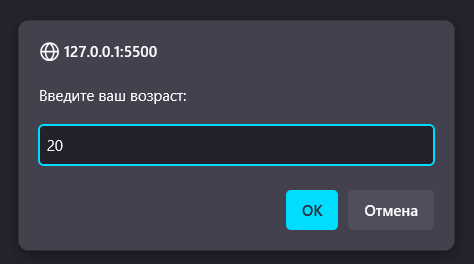 127.0.0.1:5500
Введите ваш возраст:
20
OK Отмена